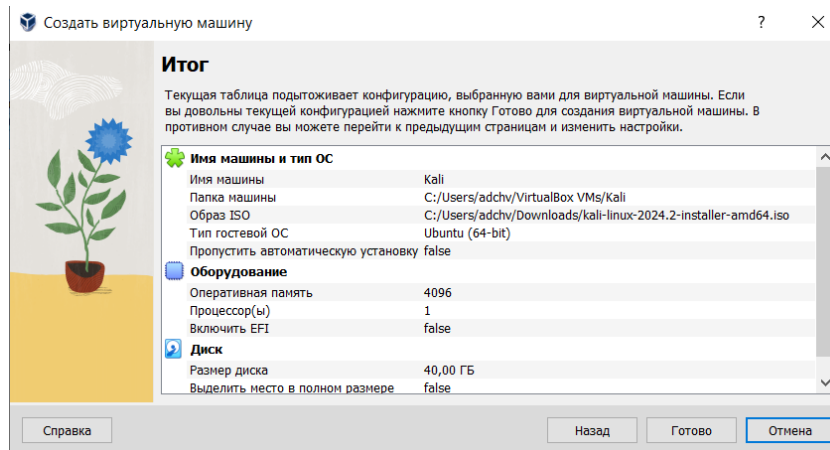 Создать виртуальную машину
?
Итог
Текущая таблица подытоживает конфигурацию, выбранную вами для виртуальной машины. Если
вы довольны текущей конфигурацией нажмите кнопку Готово для создания виртуальной машины. В
противном случае вы можете перейти к предыдущим страницам и изменить настройки.
Имя машины и тип ОС
Имя машины Kali
Папка машины C:/Users/adchv/VirtualBox VMs/Kali
Образ ISO C:/Users/adchv/Downloads/kali-linux-2024.2-installer-amd64.iso
Тип гостевой ОС Ubuntu (64-bit)
Пропустить автоматическую установку false
Оборудование
Оперативная память 4096
Процессор(ы) 1
Включить EFI false
Диск
Размер диска 40,00 ГБ
Выделить место в полном размере false
Справка Назад Готово Отмена